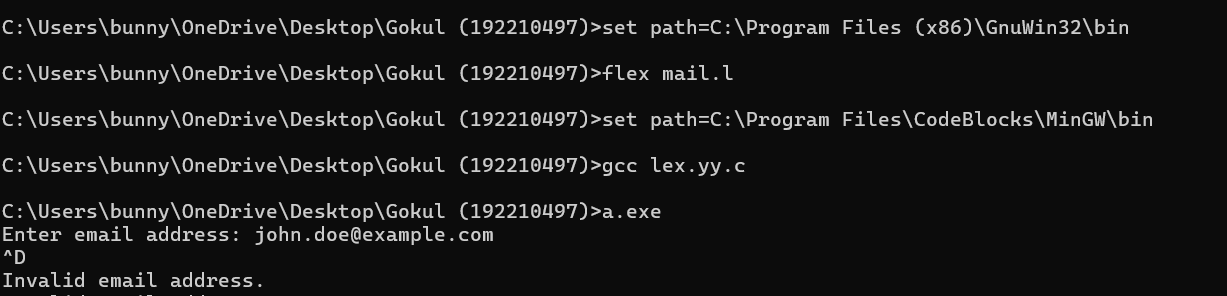 C:\Users\bunny\OneDrive\Desktop\Gokul (192210497)>set path=C:\Program Files (x86)\GnuWin32\bin
C:\Users\bunny\OneDrive\Desktop\Gokul (192210497)>flex mail.l
C:\Users\bunny\OneDrive\Desktop\Gokul (192210497)>set path=C:\Program Files\CodeBlocks\MinGW\bin
C:\Users\bunny\OneDrive\Desktop\Gokul (192210497)>gcc lex.yy.c
C:\Users\bunny\OneDrive\Desktop\Gokul (192210497)>a.exe
Enter email address: john.doe@example.com
^D
Invalid email address.